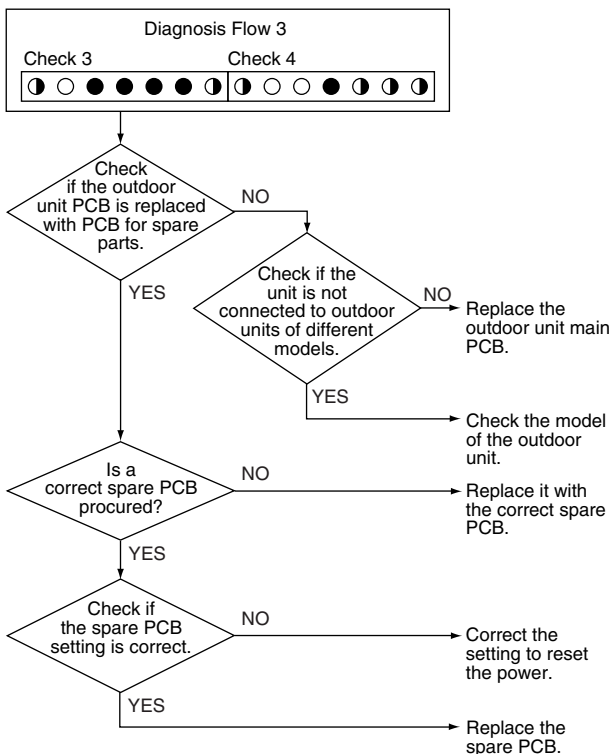 Diagnosis Flow 3
Check 3
Check 4
Check
if the outdoor
unit PCB is replaced
with PCB for spare
parts.
NO
YES
Check if the
unit is not
connected to outdoor
units of different
models.
NO
Replace the
outdoor unit main
PCB.
YES
Check the model
of the outdoor
unit.
Is a
correct spare PCB
procured?
NO
Replace it with
the correct spare
PCB.
YES
Check if
the spare PCB
setting is correct.
NO
Correct the
setting to reset
the power.
YES
Replace the
spare PCB.